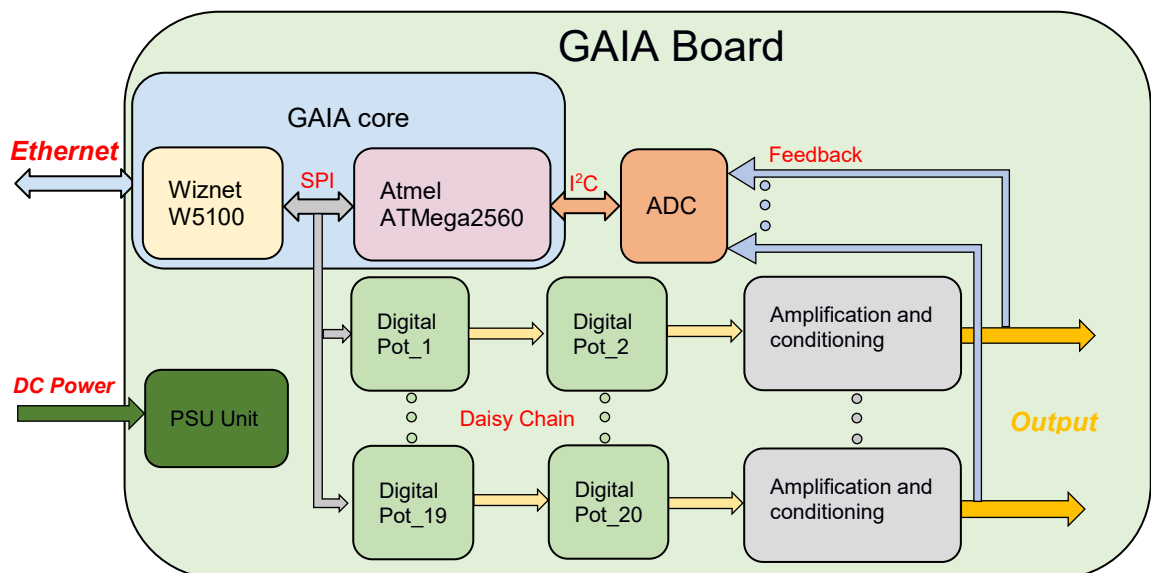 GAIA Board
GAIA core
Ethernet
Wiznet
W5100
SPI
Atmel
ATMega2560
I²C
ADC
Feedback
Digital
Pot_1
Digital
Pot_2
Amplification and
conditioning
DC Power
PSU Unit
Daisy Chain
Output
Digital
Pot_19
Digital
Pot_20
Amplification and
conditioning